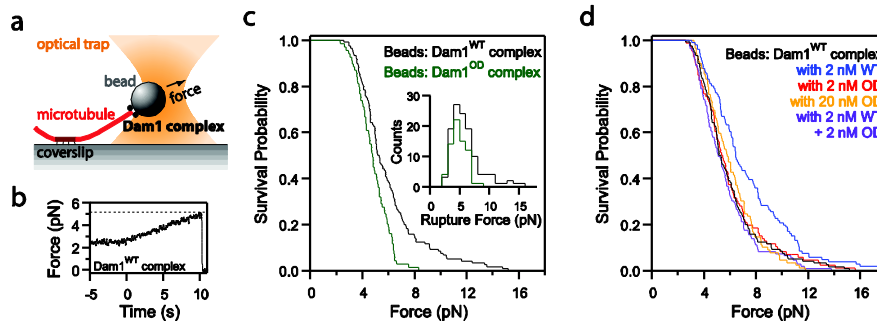 a
optical trap
bead
force
microtubule
Dam1 complex
coverslip
b
Force (pN)
6
4
2
0
Dam1WT complex
-5
0
5
10
Time (s)
c
Survival Probability
1.0
0.8
0.6
0.4
0.2
0.0
Beads: Dam1WT complex
Beads: Dam1OD complex
Counts
30
20
10
0
0
5
10
15
Rupture Force (pN)
0
4
8
12
16
Force (pN)
d
Survival Probability
1.0
0.8
0.6
0.4
0.2
0.0
Beads: Dam1WT complex
with 2 nM WT
with 2 nM OD
with 20 nM OD
with 2 nM WT
+ 2 nM OD
0
4
8
12
16
Force (pN)